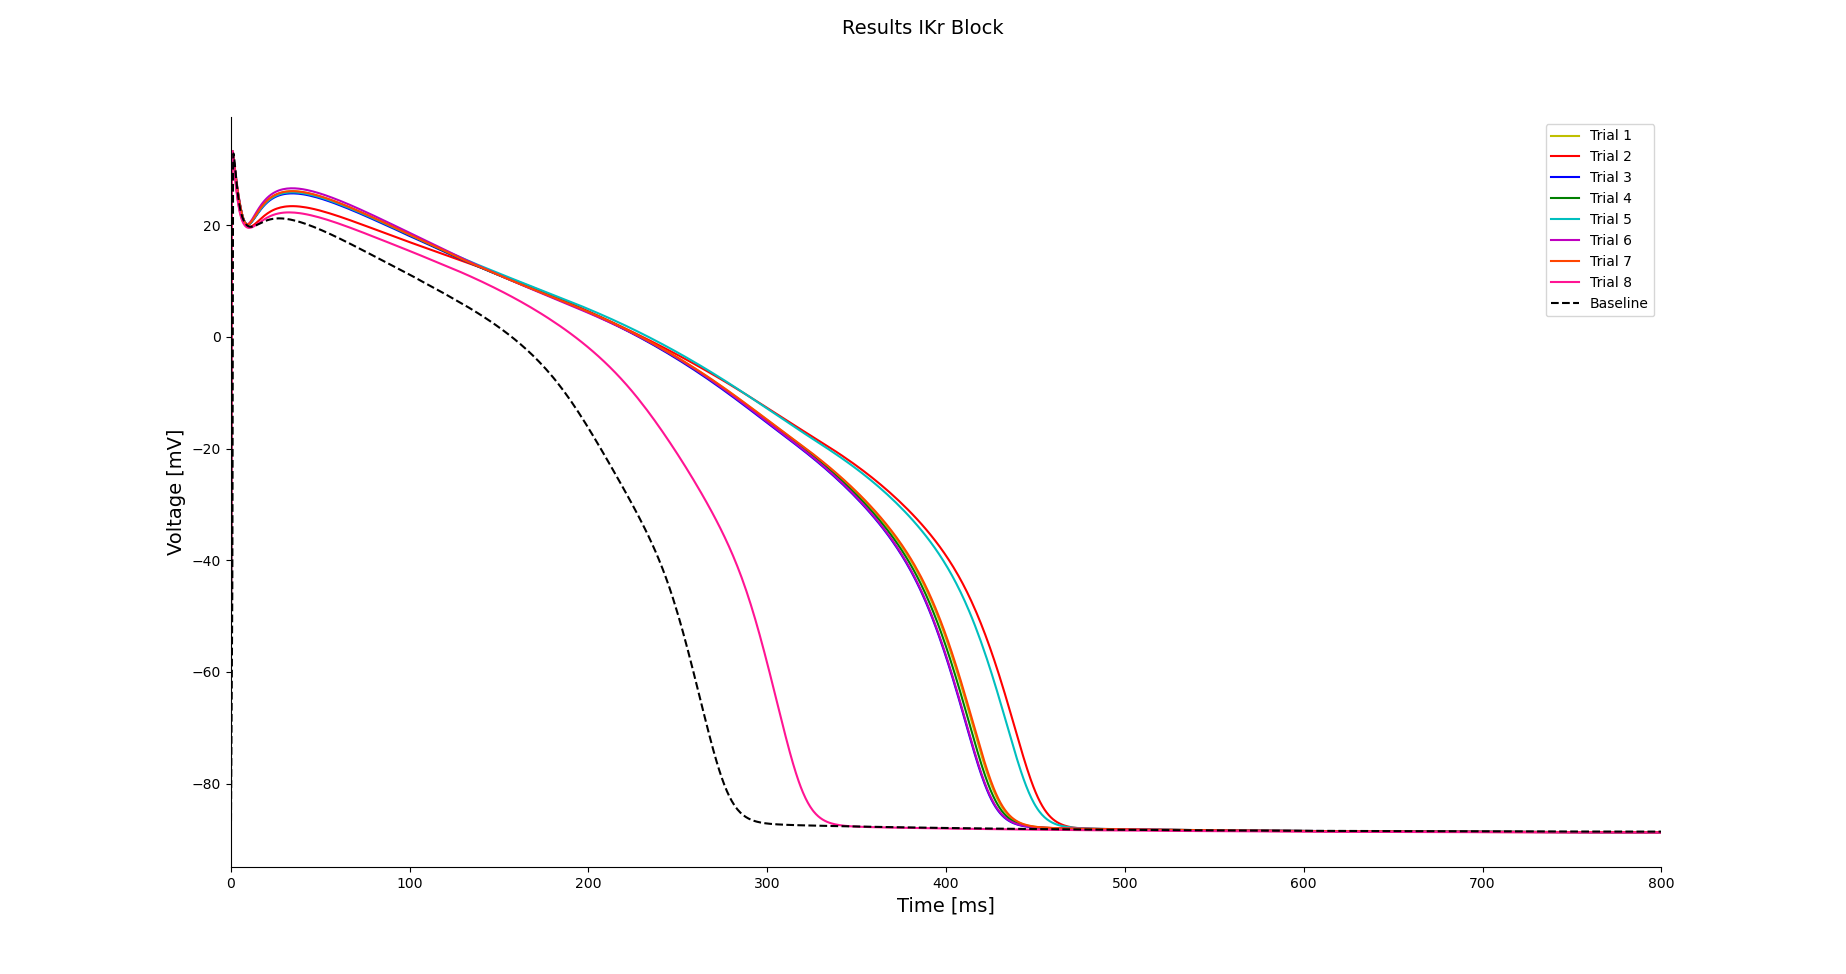 Results IKr Block
Trial 1
Trial 2
Trial 3
Trial 4
Trial 5
Trial 6
Trial 7
Trial 8
Baseline
Voltage [mV]
20
0
−20
−40
−60
−80
0 100 200 300 400 500 600 700 800
Time [ms]